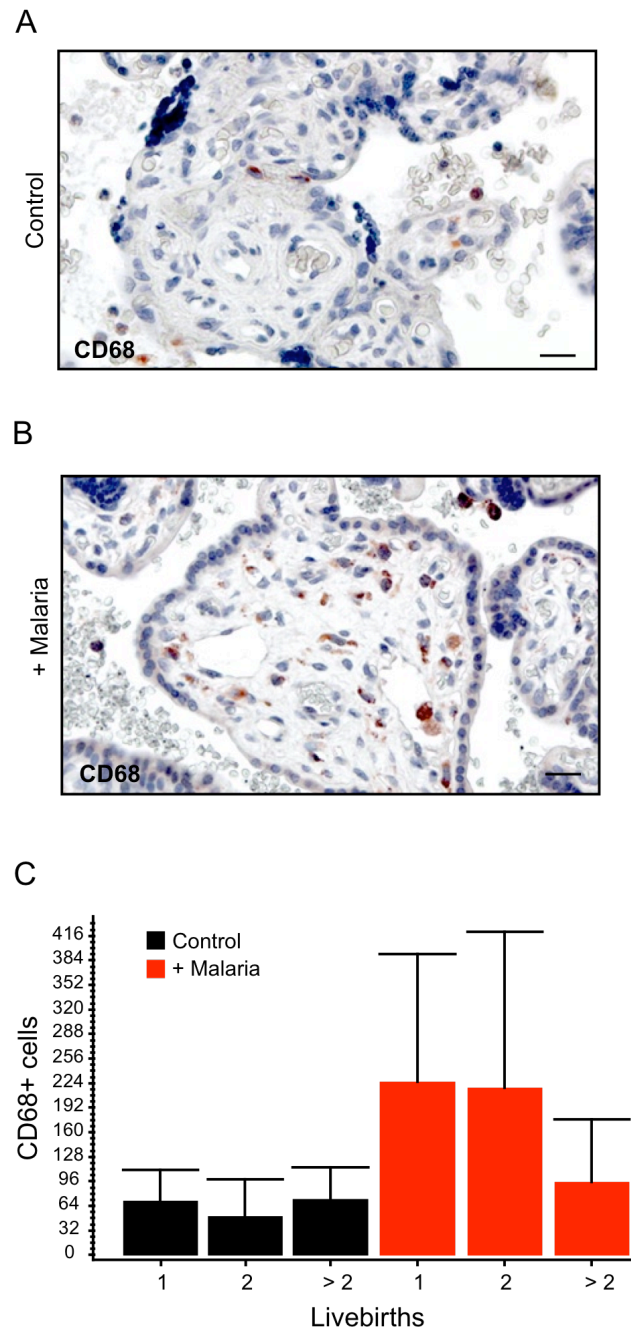 A
Control
CD68
B
+ Malaria
CD68
C
Control
+ Malaria
CD68+ cells
416
384
352
320
288
256
224
192
160
128
96
64
32
0
1 2 > 2 1 2 > 2
Livebirths